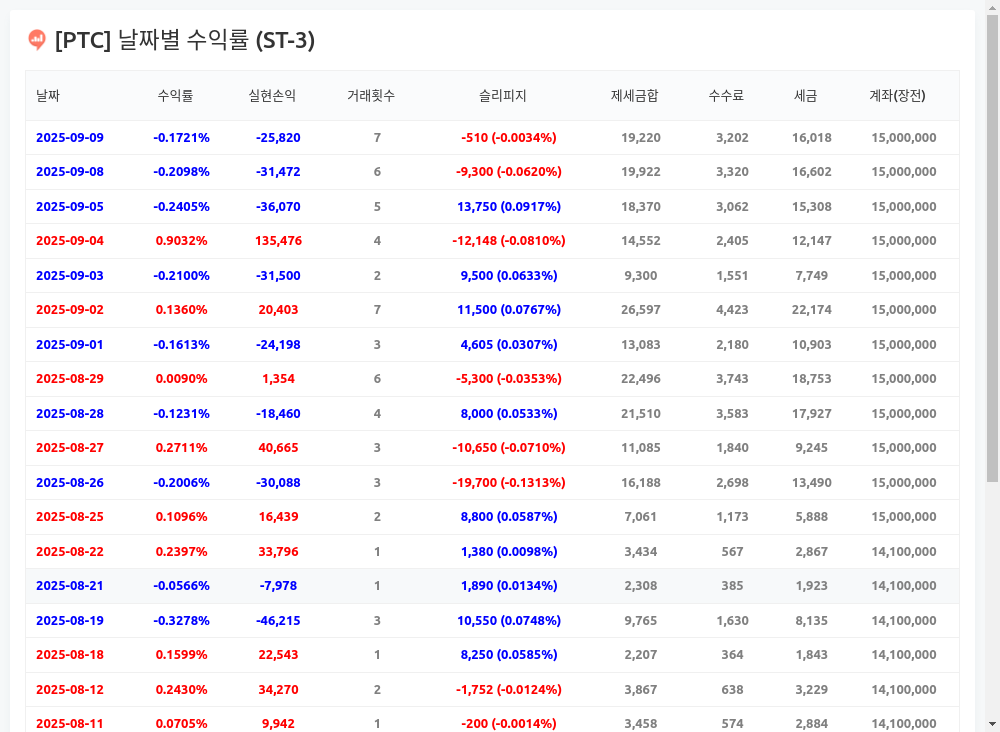 [PTC] 날짜별 수익률 (ST-3)
날짜 수익률 실현손익 거래횟수 슬리피지 제세금합 수수료 세금 계좌(장전)
2025-09-09 -0.1721% -25,820 7 -510 (-0.0034%) 19,220 3,202 16,018 15,000,000
2025-09-08 -0.2098% -31,472 6 -9,300 (-0.0620%) 19,922 3,320 16,602 15,000,000
2025-09-05 -0.2405% -36,070 5 13,750 (0.0917%) 18,370 3,062 15,308 15,000,000
2025-09-04 0.9032% 135,476 4 -12,148 (-0.0810%) 14,552 2,405 12,147 15,000,000
2025-09-03 -0.2100% -31,500 2 9,500 (0.0633%) 9,300 1,551 7,749 15,000,000
2025-09-02 0.1360% 20,403 7 11,500 (0.0767%) 26,597 4,423 22,174 15,000,000
2025-09-01 -0.1613% -24,198 3 4,605 (0.0307%) 13,083 2,180 10,903 15,000,000
2025-08-29 0.0090% 1,354 6 -5,300 (-0.0353%) 22,496 3,743 18,753 15,000,000
2025-08-28 -0.1231% -18,460 4 8,000 (0.0533%) 21,510 3,583 17,927 15,000,000
2025-08-27 0.2711% 40,665 3 -10,650 (-0.0710%) 11,085 1,840 9,245 15,000,000
2025-08-26 -0.2006% -30,088 3 -19,700 (-0.1313%) 16,188 2,698 13,490 15,000,000
2025-08-25 0.1096% 16,439 2 8,800 (0.0587%) 7,061 1,173 5,888 15,000,000
2025-08-22 0.2397% 33,796 1 1,380 (0.0098%) 3,434 567 2,867 14,100,000
2025-08-21 -0.0566% -7,978 1 1,890 (0.0134%) 2,308 385 1,923 14,100,000
2025-08-19 -0.3278% -46,215 3 10,550 (0.0748%) 9,765 1,630 8,135 14,100,000
2025-08-18 0.1599% 22,543 1 8,250 (0.0585%) 2,207 364 1,843 14,100,000
2025-08-12 0.2430% 34,270 2 -1,752 (-0.0124%) 3,867 638 3,229 14,100,000
2025-08-11 0.0705% 9,942 1 -200 (-0.0014%) 3,458 574 2,884 14,100,000